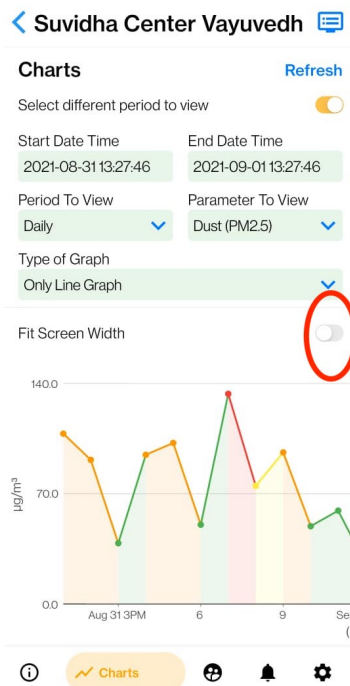 Suvidha Center Vayuvedh
Charts Refresh
Select different period to view
Start Date Time End Date Time
2021-08-31 13:27:46 2021-09-01 13:27:46
Period To View Parameter To View
Daily Dust (PM2.5)
Type of Graph
Only Line Graph
Fit Screen Width
140.0
µg/m³
70.0
0.0
Aug 31 3PM 6 9 Se
(
Charts